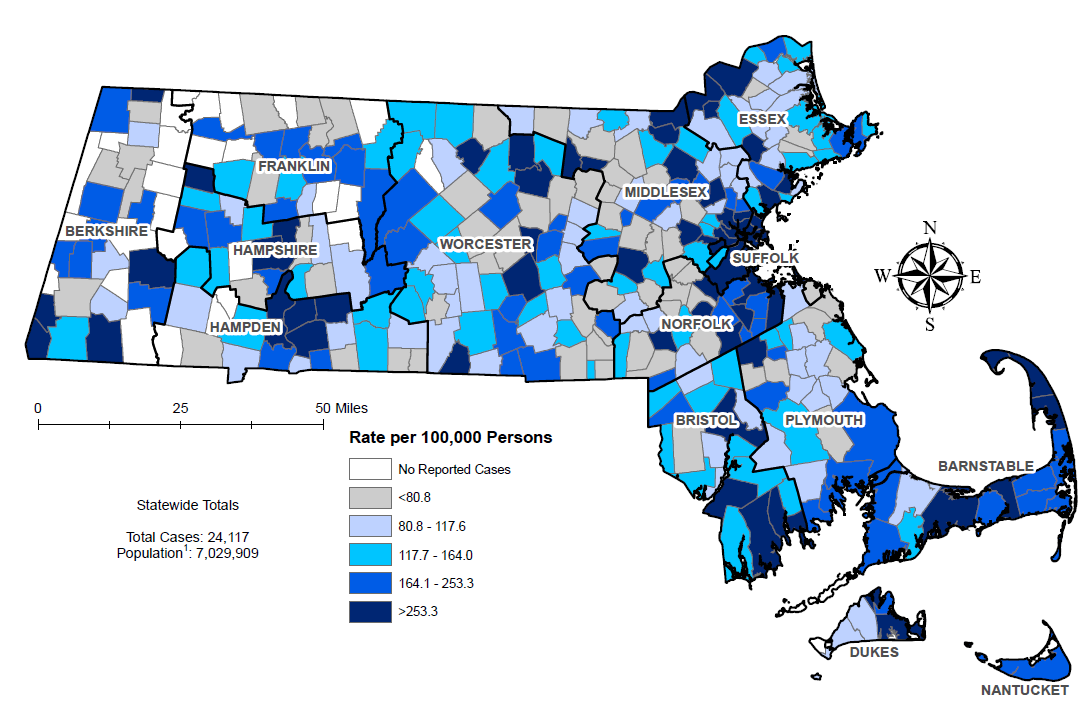 ESSEX
FRANKLIN
MIDDLESEX
BERKSHIRE
HAMPSHIRE
WORCESTER
SUFFOLK
N
W
E
S
HAMPDEN
NORFOLK
0
25
50 Miles
BRISTOL
PLYMOUTH
BARNSTABLE
Rate per 100,000 Persons
No Reported Cases
<80.8
80.8 - 117.6
117.7 - 164.0
164.1 - 253.3
>253.3
Statewide Totals
Total Cases: 24,117
Population1: 7,029,909
DUKES
NANTUCKET